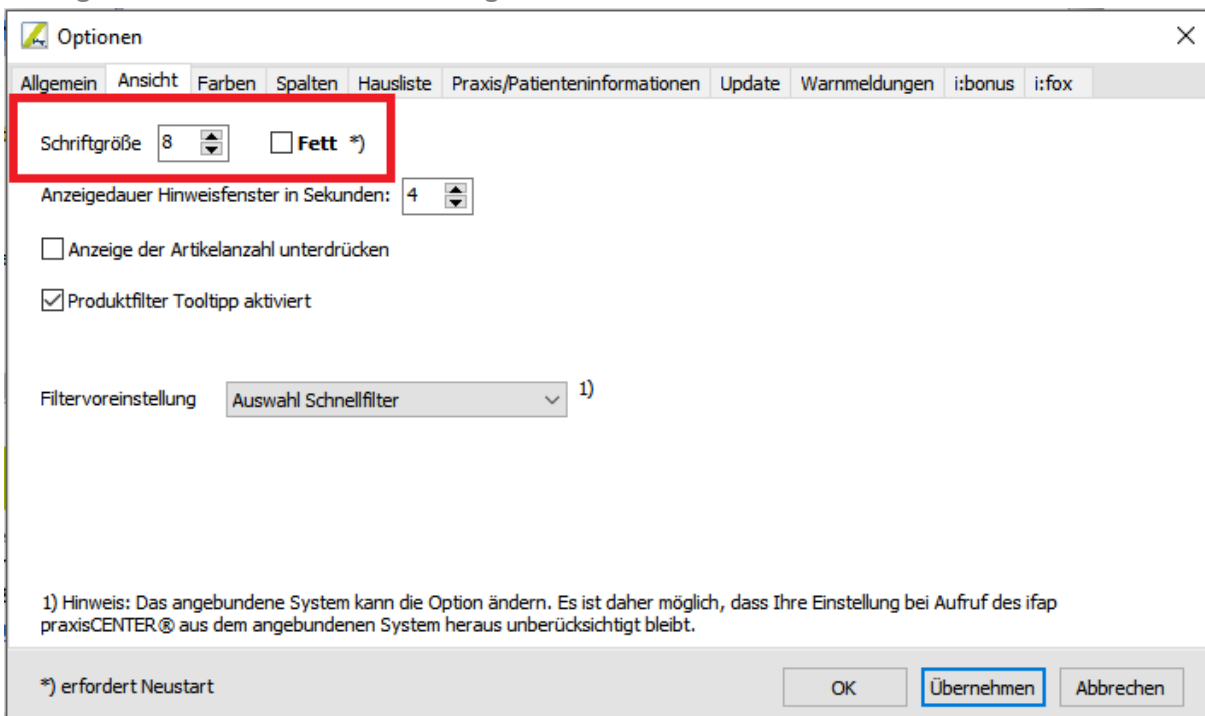 Optionen
Allgemein Ansicht Farben Spalten Hausliste Praxis/Patienteninformationen Update Warnmeldungen i:bonus i:fox
Schriftgröße 8 Fett *)
Anzeigedauer Hinweisfenster in Sekunden: 4
Anzeige der Artikelanzahl unterdrücken
Produktfilter Tooltipp aktiviert
Filtervoreinstellung Auswahl Schnellfilter 1)
1) Hinweis: Das angebundene System kann die Option ändern. Es ist daher möglich, dass Ihre Einstellung bei Aufruf des ifap
praxisCENTER® aus dem angebundenen System heraus unberücksichtigt bleibt.
*) erfordert Neustart OK Übernehmen Abbrechen